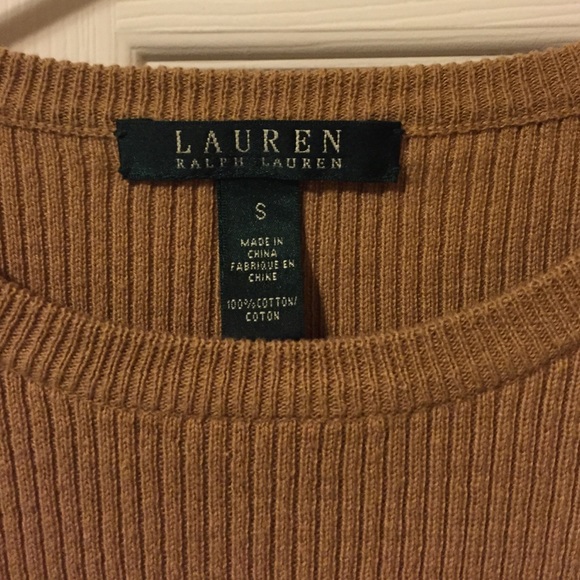 LAUREN
RALPH LAUREN
S
MADE IN
CHINA
FABRIQUE EN
CHINE
100% COTTON/
COTON